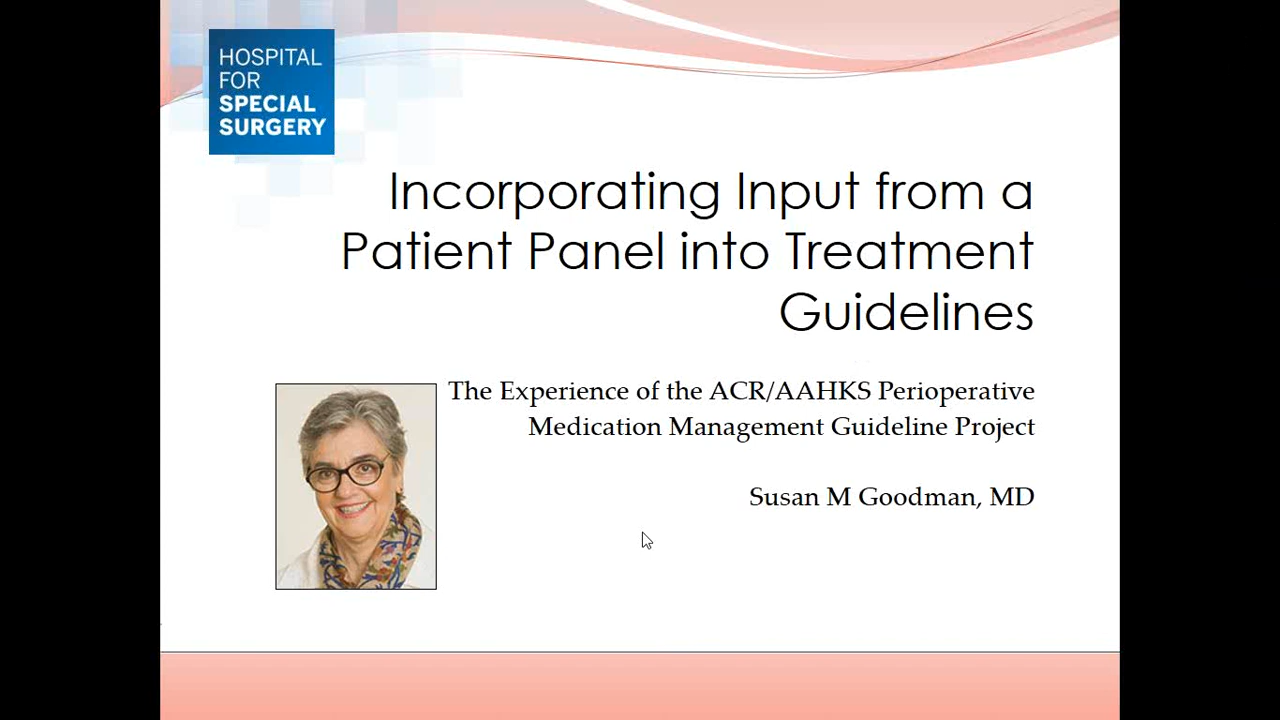 HOSPITAL
FOR
SPECIAL
SURGERY
Incorporating Input from a
Patient Panel into Treatment
Guidelines
The Experience of the ACR/AAHKS Perioperative
Medication Management Guideline Project
Susan M Goodman, MD